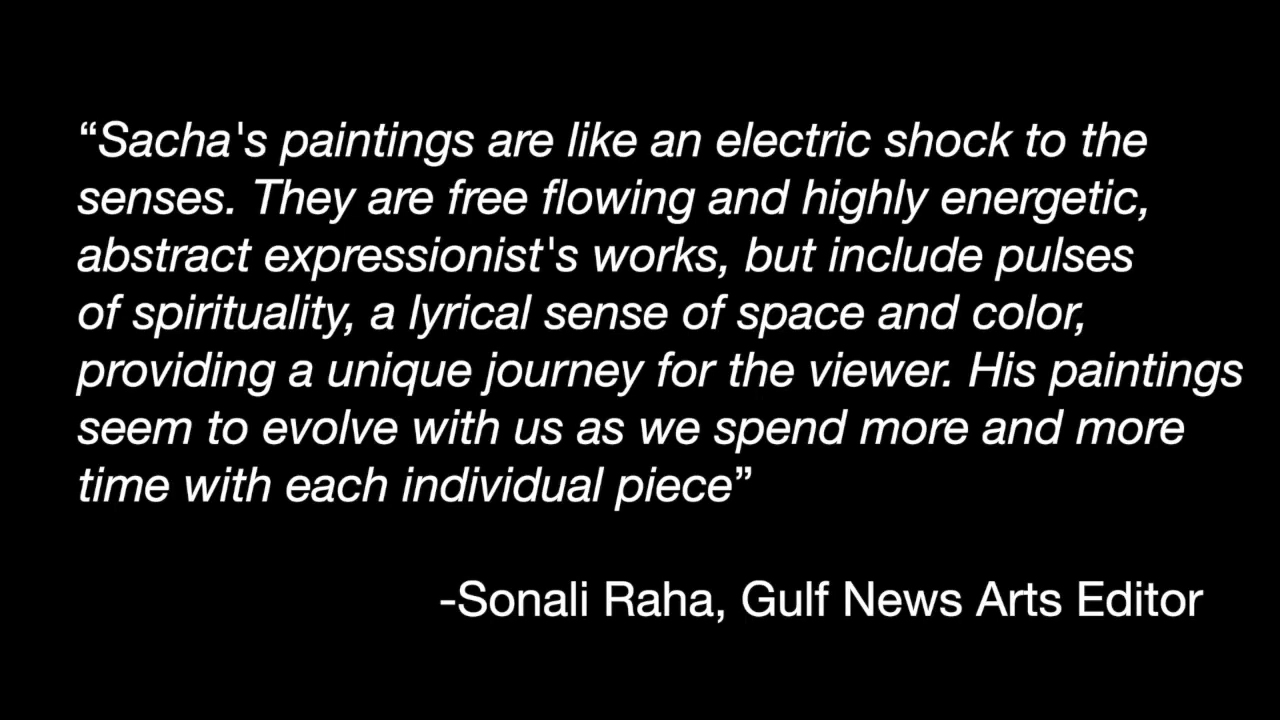 “Sacha's paintings are like an electric shock to the
senses. They are free flowing and highly energetic,
abstract expressionist's works, but include pulses
of spirituality, a lyrical sense of space and color,
providing a unique journey for the viewer. His paintings
seem to evolve with us as we spend more and more
time with each individual piece”
-Sonali Raha, Gulf News Arts Editor